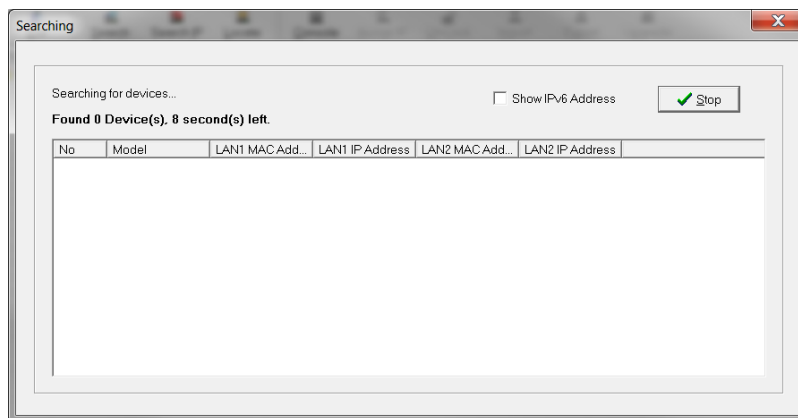 Searching
Searching for devices...
Show IPv6 Address
Stop
Found 0 Device(s), 8 second(s) left.
No Model LAN1 MAC Add... LAN1 IP Address LAN2 MAC Add... LAN2 IP Address